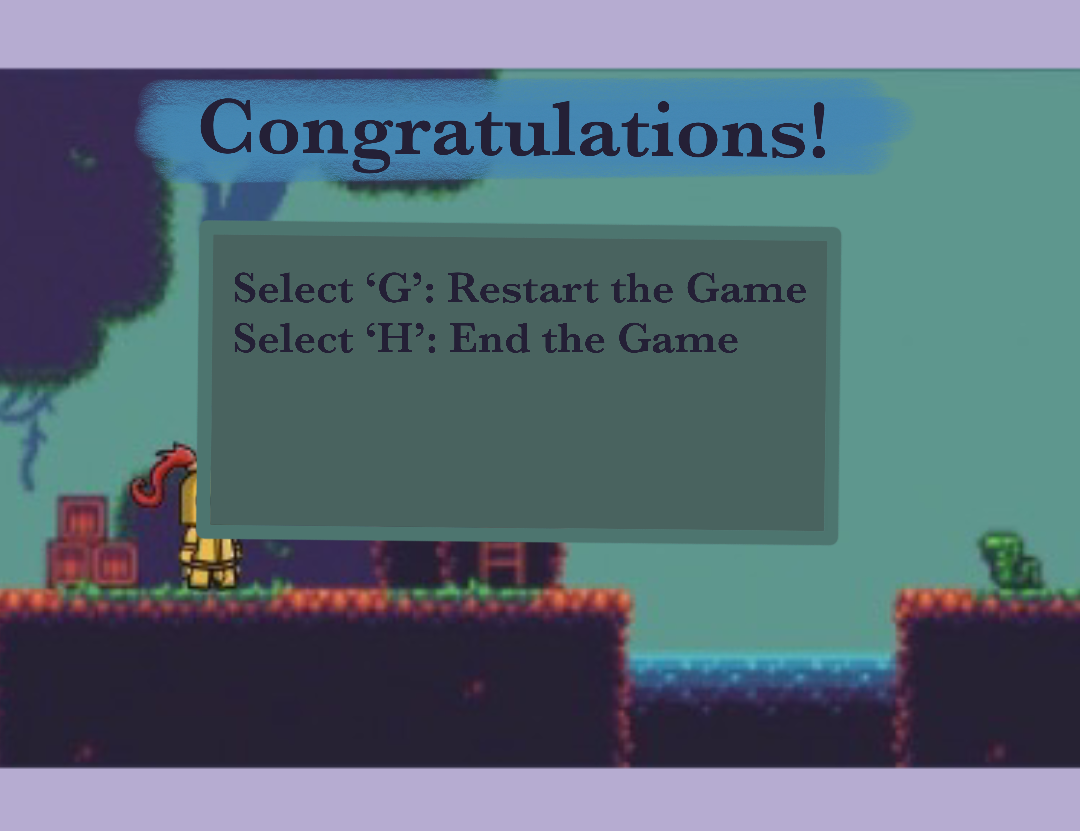 Congratulations!
Select ‘G’: Restart the Game
Select ‘H’: End the Game